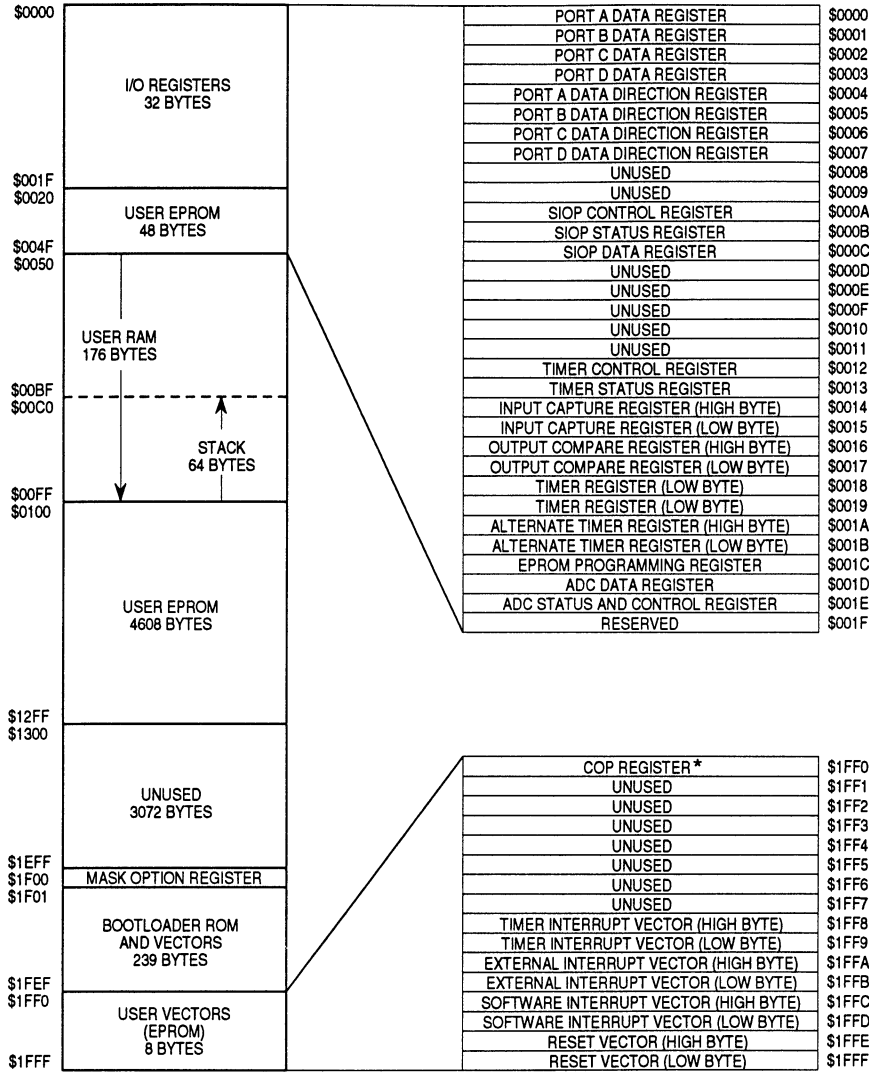 $0000
I/O REGISTERS
32 BYTES
$001F
$0020
USER EPROM
48 BYTES
$004F
$0050
USER RAM
176 BYTES
$00BF
$00C0
STACK
64 BYTES
$00FF
$0100
USER EPROM
4608 BYTES
$12FF
$1300
UNUSED
3072 BYTES
$1EFF
$1F00
MASK OPTION REGISTER
$1F01
BOOTLOADER ROM
AND VECTORS
239 BYTES
$1FEF
$1FF0
USER VECTORS
(EPROM)
8 BYTES
$1FFF
PORT A DATA REGISTER $0000
PORT B DATA REGISTER $0001
PORT C DATA REGISTER $0002
PORT D DATA REGISTER $0003
PORT A DATA DIRECTION REGISTER $0004
PORT B DATA DIRECTION REGISTER $0005
PORT C DATA DIRECTION REGISTER $0006
PORT D DATA DIRECTION REGISTER $0007
UNUSED $0008
UNUSED $0009
SIOP CONTROL REGISTER $000A
SIOP STATUS REGISTER $000B
SIOP DATA REGISTER $000C
UNUSED $000D
UNUSED $000E
UNUSED $000F
UNUSED $0010
UNUSED $0011
TIMER CONTROL REGISTER $0012
TIMER STATUS REGISTER $0013
INPUT CAPTURE REGISTER (HIGH BYTE) $0014
INPUT CAPTURE REGISTER (LOW BYTE) $0015
OUTPUT COMPARE REGISTER (HIGH BYTE) $0016
OUTPUT COMPARE REGISTER (LOW BYTE) $0017
TIMER REGISTER (LOW BYTE) $0018
TIMER REGISTER (LOW BYTE) $0019
ALTERNATE TIMER REGISTER (HIGH BYTE) $001A
ALTERNATE TIMER REGISTER (LOW BYTE) $001B
EPROM PROGRAMMING REGISTER $001C
ADC DATA REGISTER $001D
ADC STATUS AND CONTROL REGISTER $001E
RESERVED $001F
COP REGISTER* $1FF0
UNUSED $1FF1
UNUSED $1FF2
UNUSED $1FF3
UNUSED $1FF4
UNUSED $1FF5
UNUSED $1FF6
UNUSED $1FF7
TIMER INTERRUPT VECTOR (HIGH BYTE) $1FF8
TIMER INTERRUPT VECTOR (LOW BYTE) $1FF9
EXTERNAL INTERRUPT VECTOR (HIGH BYTE) $1FFA
EXTERNAL INTERRUPT VECTOR (LOW BYTE) $1FFB
SOFTWARE INTERRUPT VECTOR (HIGH BYTE) $1FFC
SOFTWARE INTERRUPT VECTOR (LOW BYTE) $1FFD
RESET VECTOR (HIGH BYTE) $1FFE
RESET VECTOR (LOW BYTE) $1FFF